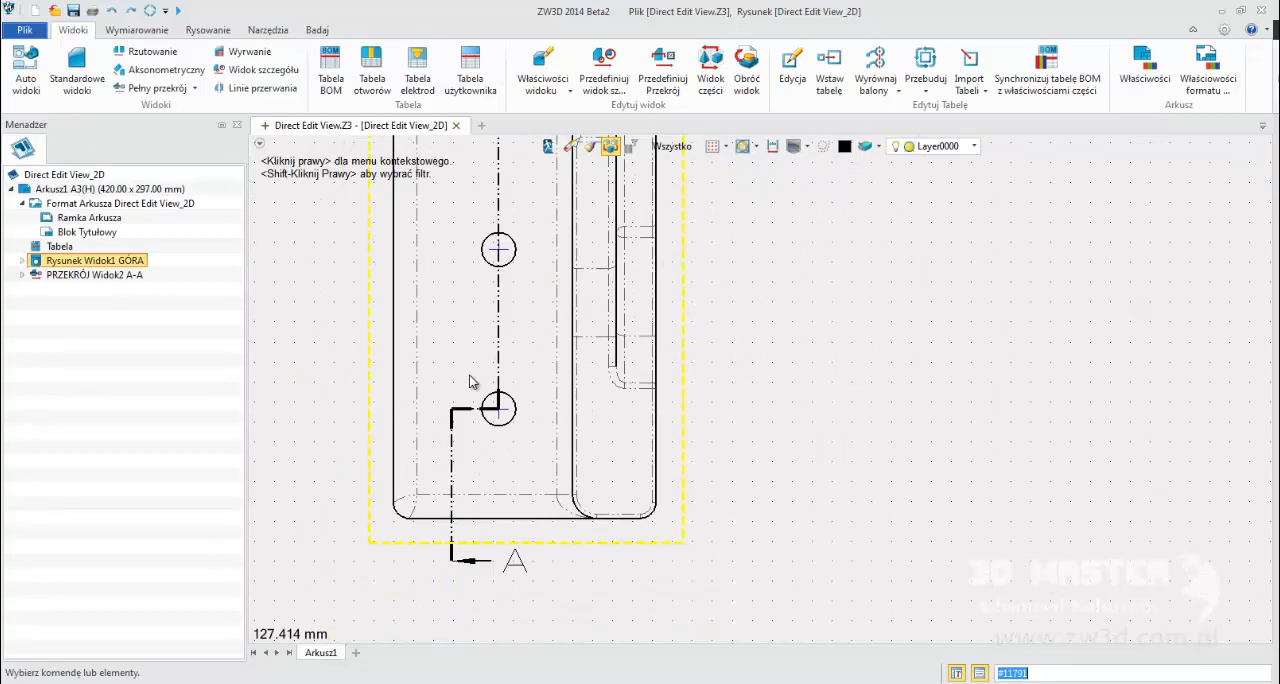 ZW3D 2014 Beta2 Plik [Direct Edit View.Z3], Rysunek [Direct Edit View_2D]
Plik Widoki Wymiarowanie Rysowanie Narzędzia Badaj
Auto widoki
Standardowe widoki
Rzutowanie
Aksonometryczny
Pełny przekrój
Wyrwanie
Widok szczegółu
Linie przerwania
Widoki
Tabela BOM
Tabela otworów
Tabela elektrod
Tabela użytkownika
Tabela
Właściwości widoku
Przedefiniuj widok sz...
Przedefiniuj Przekrój
Widok części
Obróć widok
Edytuj widok
Edycja
Wstaw tabelę
Wyrównaj balony
Przebuduj
Import Tabeli
Synchronizuj tabelę BOM z właściwościami części
Edytuj Tabelę
Właściwości
Właściowości formatu ...
Arkusz
Menadżer
Direct Edit View.Z3 - [Direct Edit View_2D]
Direct Edit View_2D
Arkusz1 A3(H) (420.00 x 297.00 mm)
Format Arkusza Direct Edit View_2D
Ramka Arkusza
Blok Tytułowy
Tabela
Rysunek Widok1 GÓRA
PRZEKRÓJ Widok2 A-A
<Kliknij prawy> dla menu kontekstowego.
<Shift-Kliknij Prawy> aby wybrać filtr.
Wszystko
Layer0000
A
3D MASTER
www.zw3d.com.pl
127.414 mm
Arkusz1
Wybierz komendę lub elementy.
#11791